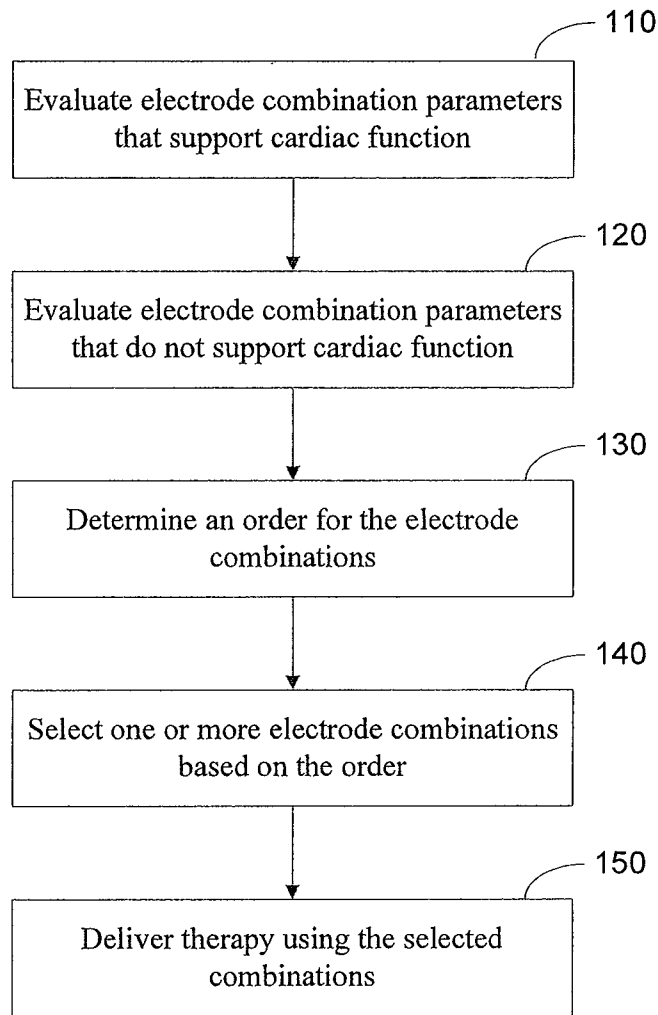 110
Evaluate electrode combination parameters
that support cardiac function
120
Evaluate electrode combination parameters
that do not support cardiac function
130
Determine an order for the electrode
combinations
140
Select one or more electrode combinations
based on the order
150
Deliver therapy using the selected
combinations